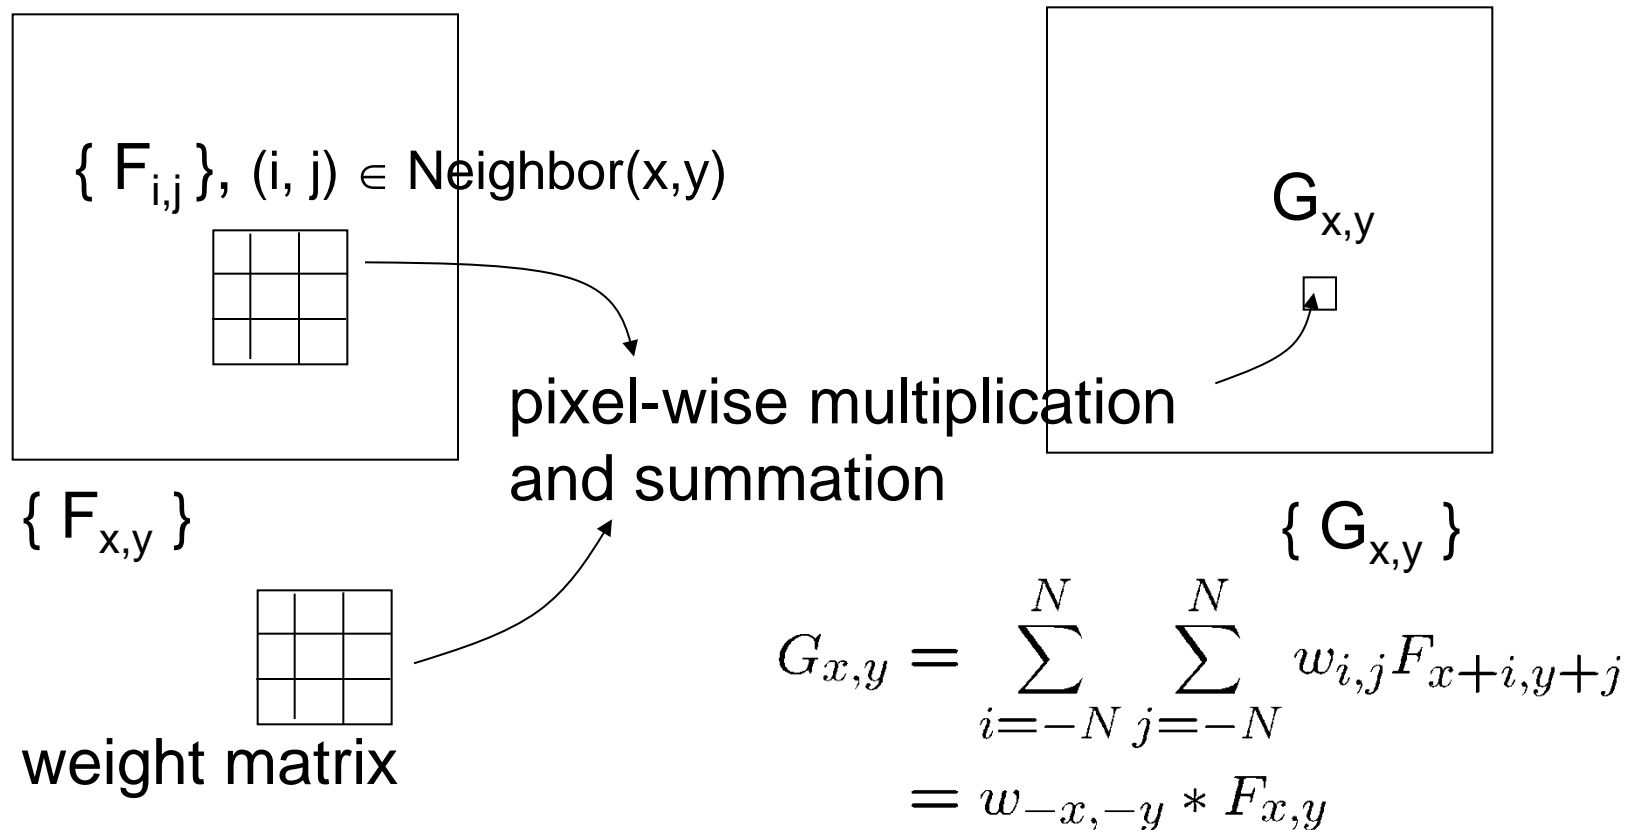 { F_{i,j} }, (i, j) ∈ Neighbor(x,y)
G_{x,y}
pixel-wise multiplication
and summation
{ F_{x,y} }
{ G_{x,y} }
weight matrix
G_{x,y} = \sum_{i=-N}^{N} \sum_{j=-N}^{N} w_{i,j} F_{x+i,y+j}
= w_{-x,-y} * F_{x,y}